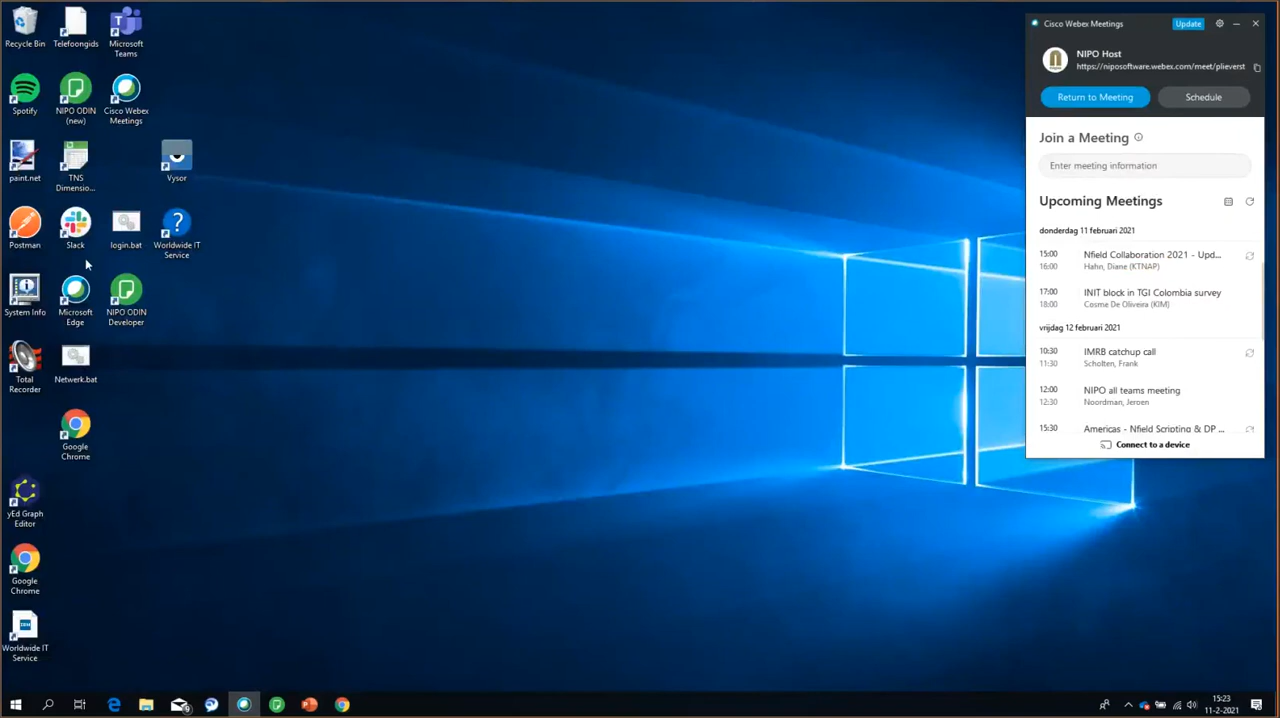 Recycle Bin
Telefoongids
Microsoft
Teams
Spotify
NIPO ODIN
(new)
Cisco Webex
Meetings
paint.net
TNS
Dimensio...
Vysor
Postman
Slack
login.bat
Worldwide IT
Service
System Info
Microsoft
Edge
NIPO ODIN
Developer
Total
Recorder
Netwerk.bat
Google
Chrome
yEd Graph
Editor
Google
Chrome
Worldwide IT
Service
Cisco Webex Meetings
Update
NIPO Host
https://niposoftware.webex.com/meet/plieverst
Return to Meeting
Schedule
Join a Meeting
Enter meeting information
Upcoming Meetings
donderdag 11 februari 2021
15:00 Nfield Collaboration 2021 - Upd...
16:00 Hahn, Diane (KTNAP)
17:00 INIT block in TGI Colombia survey
18:00 Cosme De Oliveira (KIM)
vrijdag 12 februari 2021
10:30 IMRB catchup call
11:30 Scholten, Frank
12:00 NIPO all teams meeting
12:30 Noordman, Jeroen
15:30 Americas - Nfield Scripting & DP ...
Connect to a device
15:23
11-2-2021